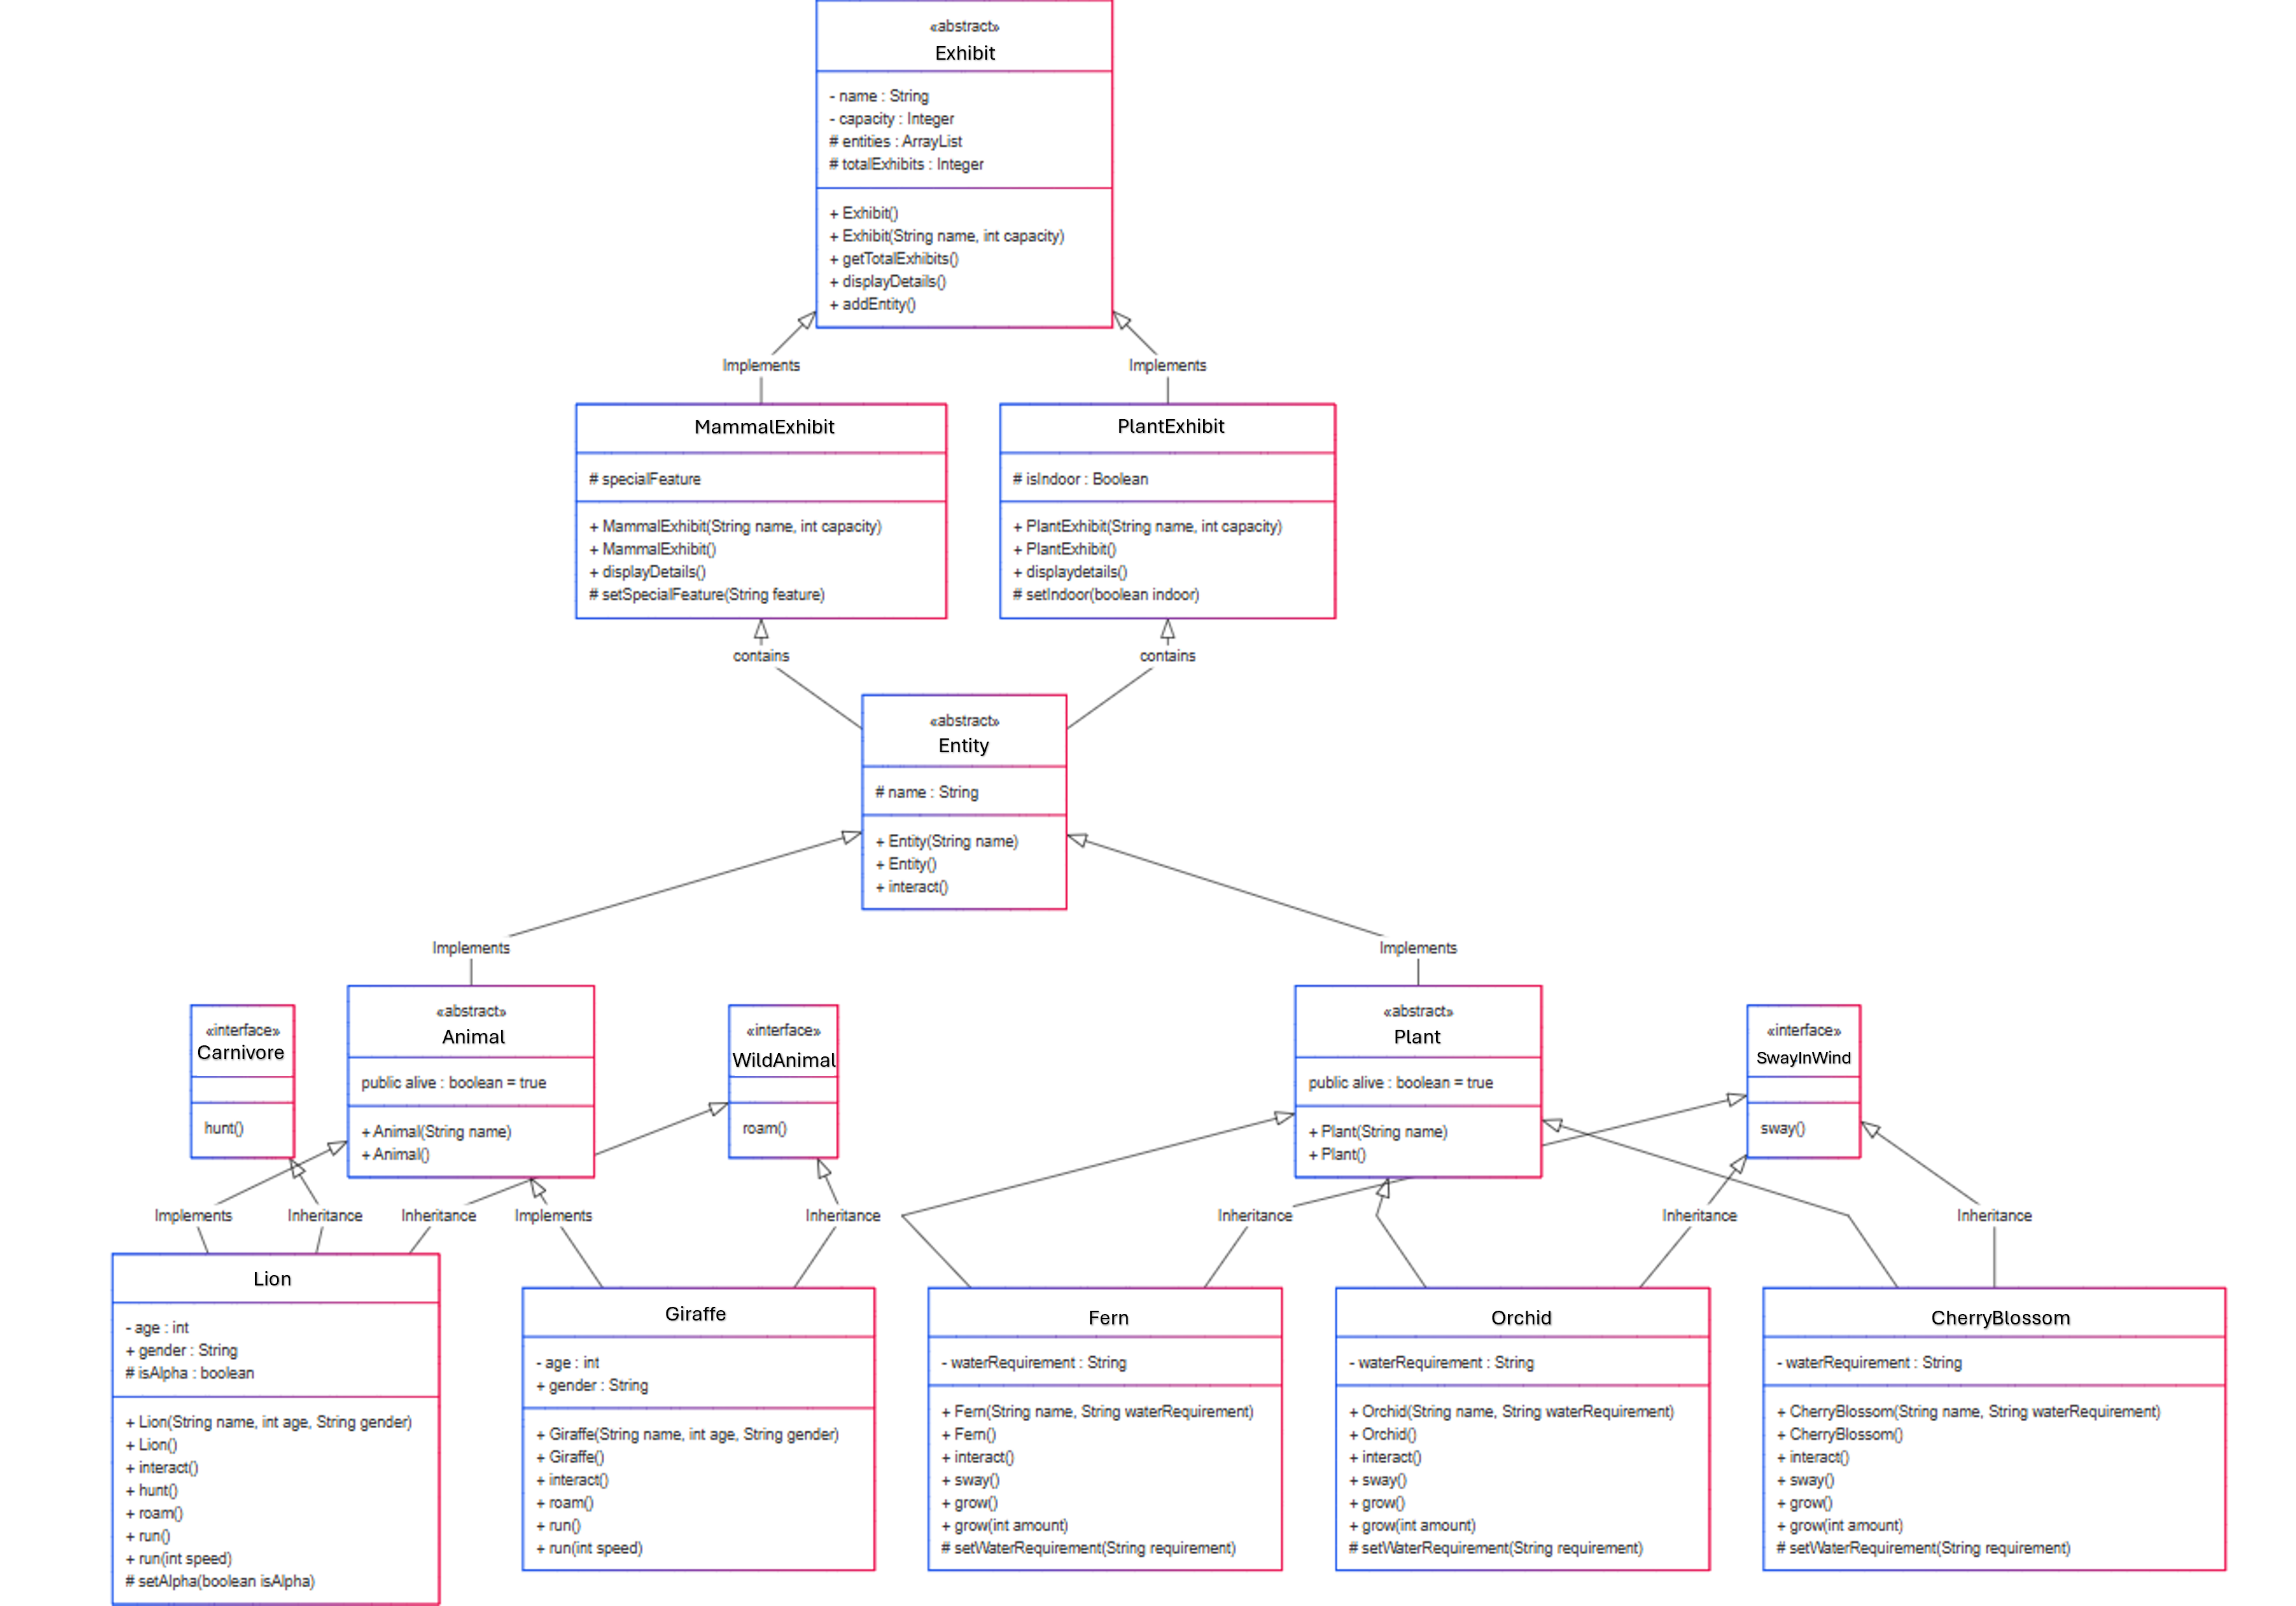 «abstract»
Exhibit
- name : String
- capacity : Integer
# entities : ArrayList
# totalExhibits : Integer
+ Exhibit()
+ Exhibit(String name, int capacity)
+ getTotalExhibits()
+ displayDetails()
+ addEntity()
Implements
Implements
MammalExhibit
# specialFeature
+ MammalExhibit(String name, int capacity)
+ MammalExhibit()
+ displayDetails()
# setSpecialFeature(String feature)
PlantExhibit
# isIndoor : Boolean
+ PlantExhibit(String name, int capacity)
+ PlantExhibit()
+ displaydetails()
# setIndoor(boolean indoor)
contains
contains
«abstract»
Entity
# name : String
+ Entity(String name)
+ Entity()
+ interact()
Implements
Implements
«interface»
Carnivore
hunt()
«abstract»
Animal
public alive : boolean = true
+ Animal(String name)
+ Animal()
«interface»
WildAnimal
roam()
«abstract»
Plant
public alive : boolean = true
+ Plant(String name)
+ Plant()
«interface»
SwayInWind
sway()
Implements
Inheritance
Inheritance
Implements
Inheritance
Inheritance
Inheritance
Inheritance
Lion
- age : int
+ gender : String
# isAlpha : boolean
+ Lion(String name, int age, String gender)
+ Lion()
+ interact()
+ hunt()
+ roam()
+ run()
+ run(int speed)
# setAlpha(boolean isAlpha)
Giraffe
- age : int
+ gender : String
+ Giraffe(String name, int age, String gender)
+ Giraffe()
+ interact()
+ roam()
+ run()
+ run(int speed)
Fern
- waterRequirement : String
+ Fern(String name, String waterRequirement)
+ Fern()
+ interact()
+ sway()
+ grow()
+ grow(int amount)
# setWaterRequirement(String requirement)
Orchid
- waterRequirement : String
+ Orchid(String name, String waterRequirement)
+ Orchid()
+ interact()
+ sway()
+ grow()
+ grow(int amount)
# setWaterRequirement(String requirement)
CherryBlossom
- waterRequirement : String
+ CherryBlossom(String name, String waterRequirement)
+ CherryBlossom()
+ interact()
+ sway()
+ grow()
+ grow(int amount)
# setWaterRequirement(String requirement)